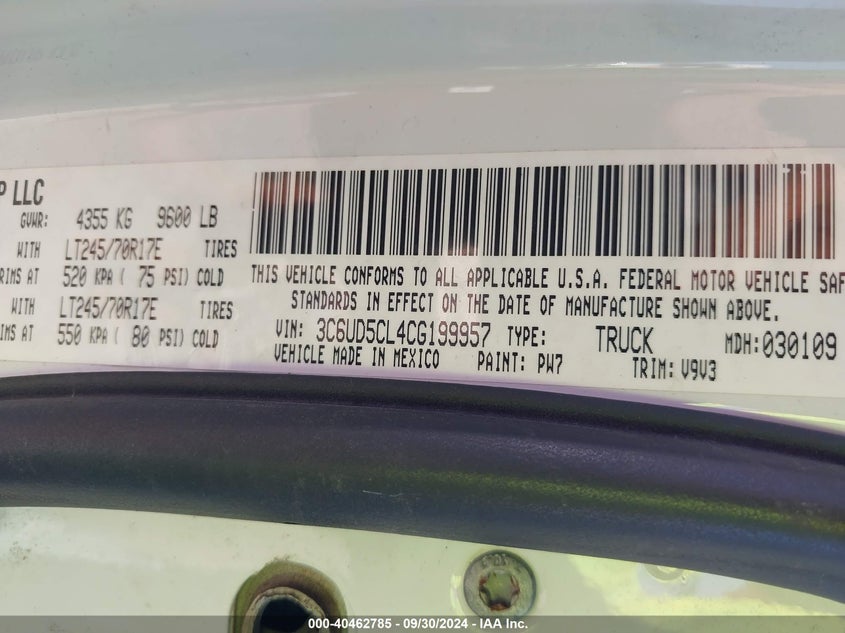 P LLC
GVWR: 4355 KG 9600 LB
WITH LT245/70R17E TIRES
RIMS AT 520 KPA ( 75 PSI) COLD
WITH LT245/70R17E TIRES
RIMS AT 550 KPA ( 80 PSI) COLD
THIS VEHICLE CONFORMS TO ALL APPLICABLE U.S.A. FEDERAL MOTOR VEHICLE SAF
STANDARDS IN EFFECT ON THE DATE OF MANUFACTURE SHOWN ABOVE.
VIN: 3C6UD5CL4CG199957 TYPE: TRUCK MDH:030109
VEHICLE MADE IN MEXICO PAINT: PW7 TRIM: V9V3
000-40462785 - 09/30/2024 - IAA Inc.